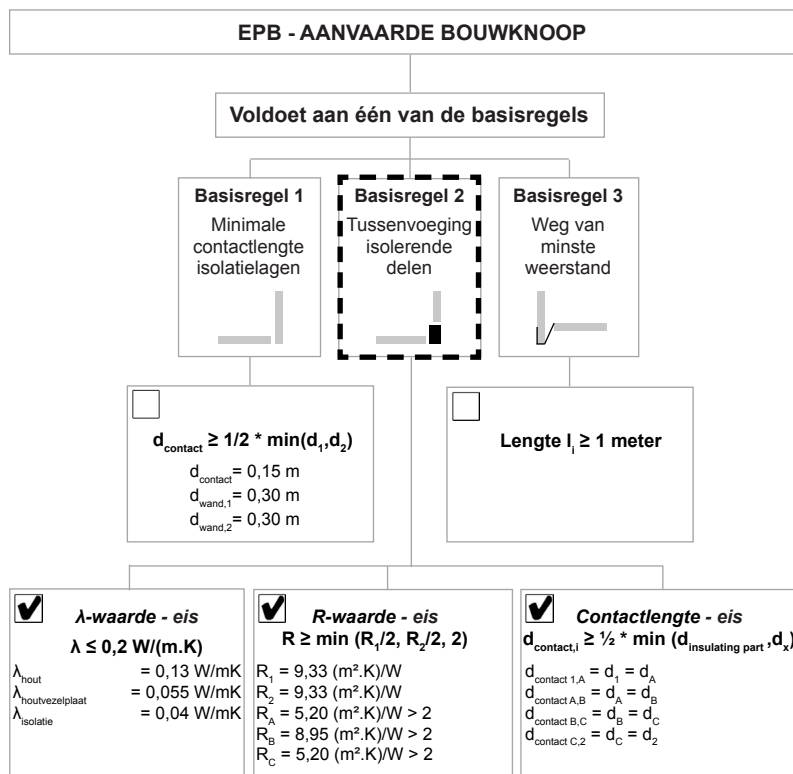 EPB - AANVAARDE BOUWKNOOP
Voldoet aan één van de basisregels
Basisregel 1
Minimale
contactlengte
isolatielagen
Basisregel 2
Tussenvoeging
isolerende
delen
Basisregel 3
Weg van
minste
weerstand
d_contact ≥ 1/2 * min(d_1,d_2)
d_contact = 0,15 m
d_wand,1 = 0,30 m
d_wand,2 = 0,30 m
Lengte l_i ≥ 1 meter
λ-waarde - eis
λ ≤ 0,2 W/(m.K)
λ_hout = 0,13 W/mK
λ_houtvezelplaat = 0,055 W/mK
λ_isolatie = 0,04 W/mK
R-waarde - eis
R ≥ min (R_1/2, R_2/2, 2)
R_1 = 9,33 (m².K)/W
R_2 = 9,33 (m².K)/W
R_A = 5,20 (m².K)/W > 2
R_B = 8,95 (m².K)/W > 2
R_C = 5,20 (m².K)/W > 2
Contactlengte - eis
d_contact,i ≥ ½ * min (d_insulating part, d_x)
d_contact 1,A = d_1 = d_A
d_contact A,B = d_A = d_B
d_contact B,C = d_B = d_C
d_contact C,2 = d_C = d_2